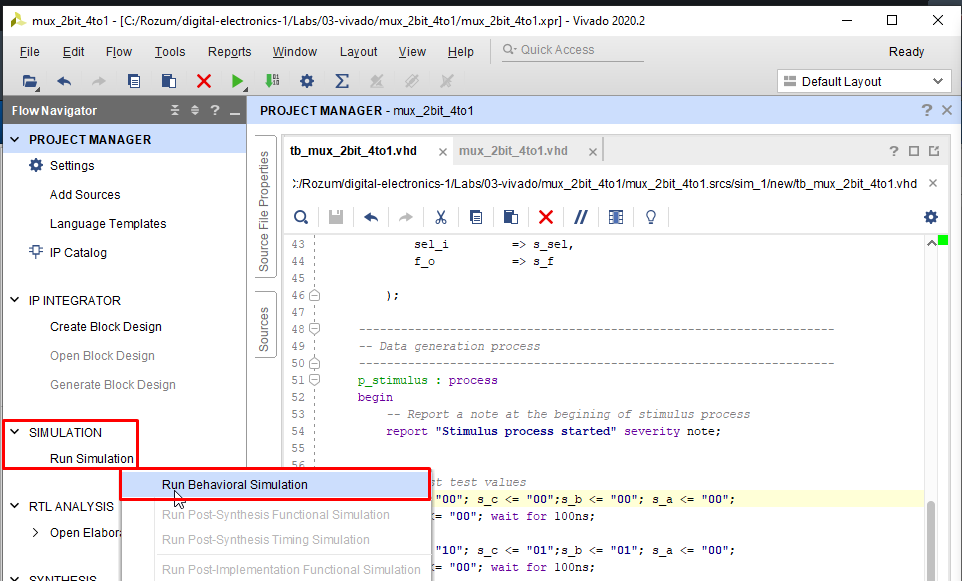 mux_2bit_4to1 - [C:/Rozum/digital-electronics-1/Labs/03-vivado/mux_2bit_4to1/mux_2bit_4to1.xpr] - Vivado 2020.2
File Edit Flow Tools Reports Window Layout View Help Quick Access Ready
Default Layout
Flow Navigator
PROJECT MANAGER
Settings
Add Sources
Language Templates
IP Catalog
IP INTEGRATOR
Create Block Design
Open Block Design
Generate Block Design
SIMULATION
Run Simulation
RTL ANALYSIS
Open Elabor
SYNTHESIS
Run Behavioral Simulation
Run Post-Synthesis Functional Simulation
Run Post-Synthesis Timing Simulation
Run Post-Implementation Functional Simulation
PROJECT MANAGER - mux_2bit_4to1
Source File Properties
Sources
tb_mux_2bit_4to1.vhd mux_2bit_4to1.vhd
:/Rozum/digital-electronics-1/Labs/03-vivado/mux_2bit_4to1/mux_2bit_4to1.srcs/sim_1/new/tb_mux_2bit_4to1.vhd
43 sel_i => s_sel,
44 f_o => s_f
45
46 );
47
48 --------------------------------------------------------------------
49 -- Data generation process
50 --------------------------------------------------------------------
51 p_stimulus : process
52 begin
53 -- Report a note at the begining of stimulus process
54 report "Stimulus process started" severity note;
55
56
st test values
"00"; s_c <= "00";s_b <= "00"; s_a <= "00";
<= "00"; wait for 100ns;
"10"; s_c <= "01";s_b <= "01"; s_a <= "00";
<= "00"; wait for 100ns;